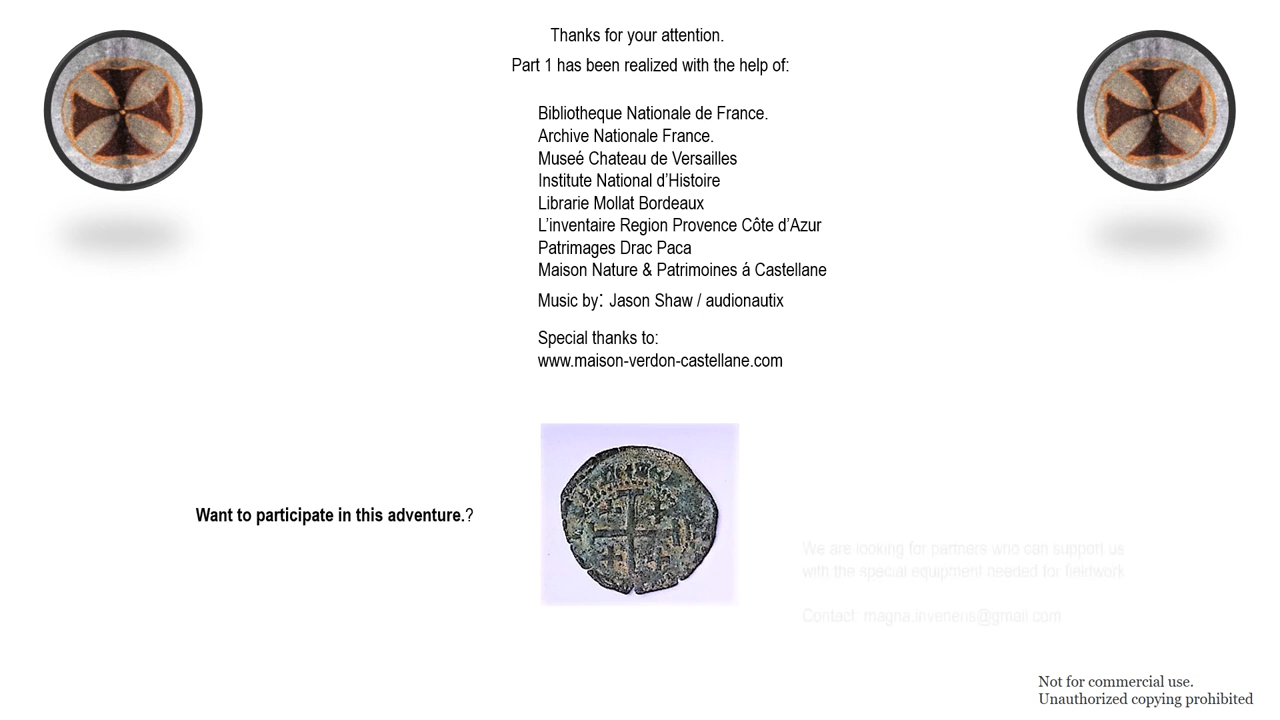 Thanks for your attention.
Part 1 has been realized with the help of:
Bibliotheque Nationale de France.
Archive Nationale France.
Museé Chateau de Versailles
Institute National d'Histoire
Librarie Mollat Bordeaux
L'inventaire Region Provence Côte d'Azur
Patrimages Drac Paca
Maison Nature & Patrimoines á Castellane
Music by: Jason Shaw / audionautix
Special thanks to:
www.maison-verdon-castellane.com
Want to participate in this adventure.?
We are looking for partners who can support us
with the special equipment needed for fieldwork
Contact: magna.inveneris@gmail.com
Not for commercial use.
Unauthorized copying prohibited